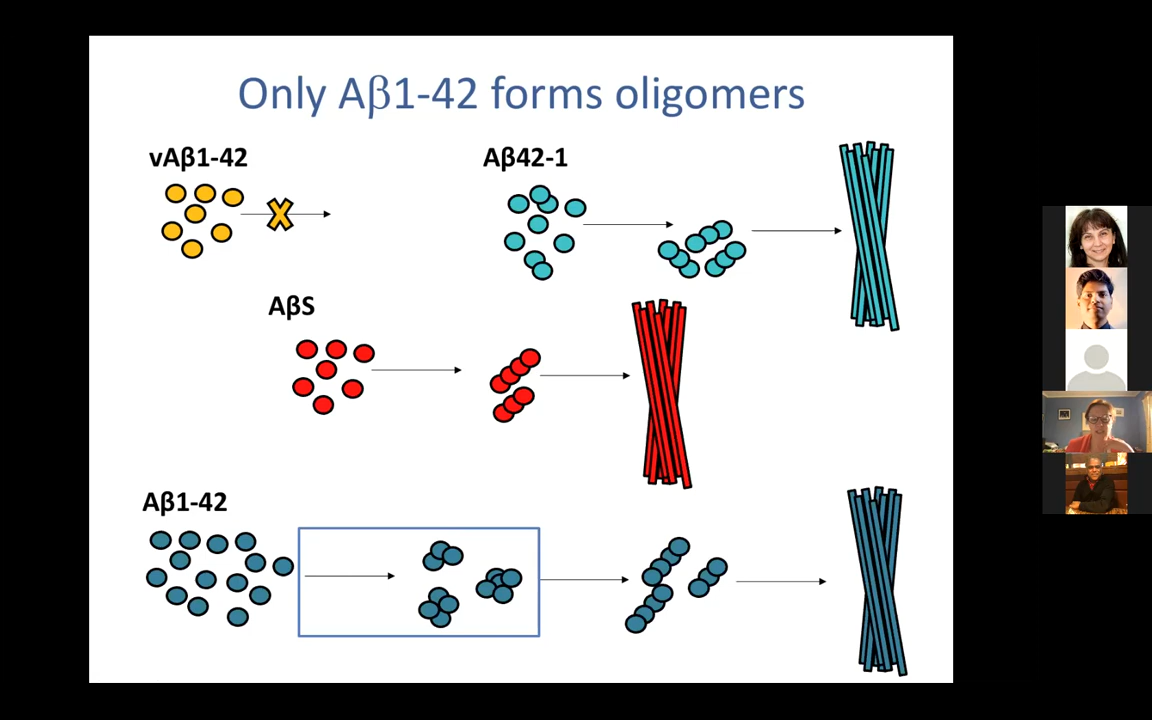 Only Aβ1-42 forms oligomers
vAβ1-42
Aβ42-1
AβS
Aβ1-42